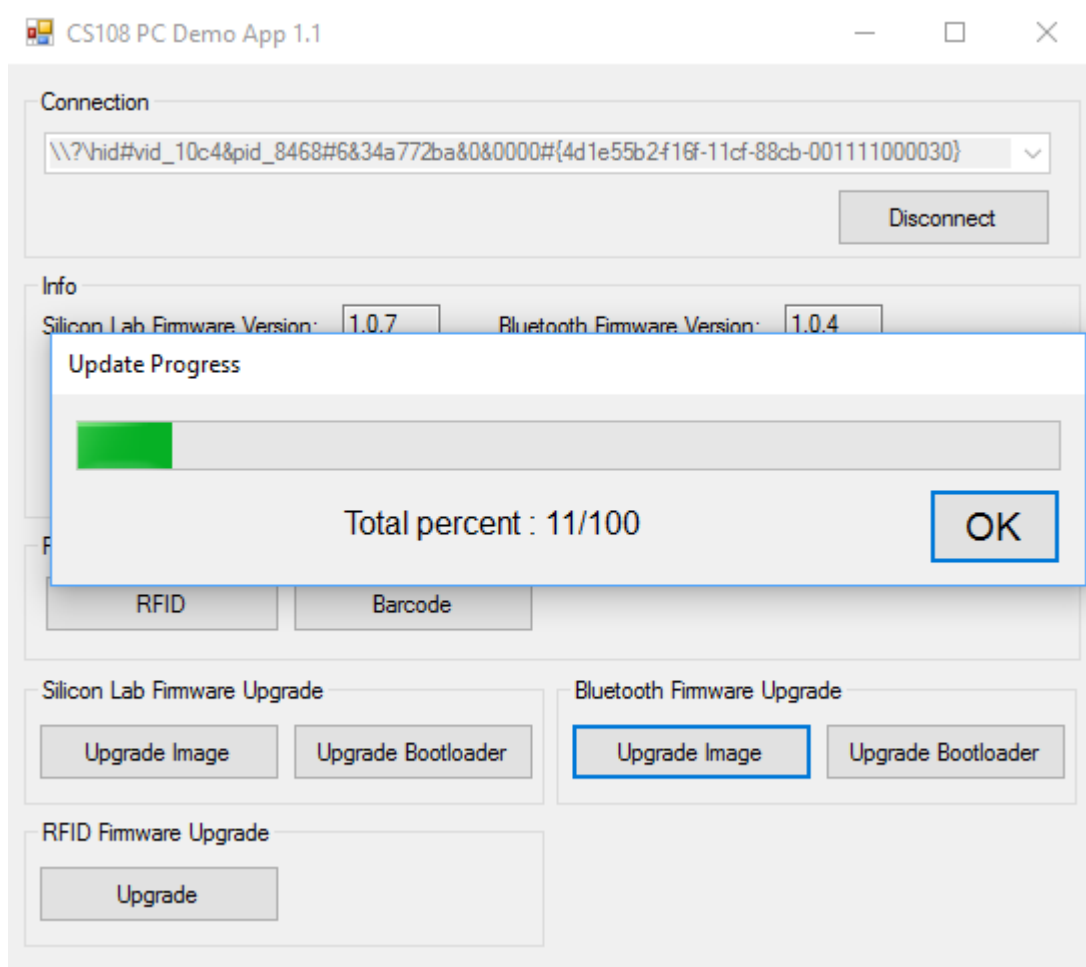 CS108 PC Demo App 1.1
Connection
\\?\hid#vid_10c4&pid_8468#6&34a772ba&0&0000#{4d1e55b2-f16f-11cf-88cb-001111000030}
Disconnect
Info
Silicon Lab Firmware Version: 1.0.7 Bluetooth Firmware Version: 1.0.4
Update Progress
Total percent : 11/100
OK
RFID Barcode
Silicon Lab Firmware Upgrade Bluetooth Firmware Upgrade
Upgrade Image Upgrade Bootloader Upgrade Image Upgrade Bootloader
RFID Firmware Upgrade
Upgrade